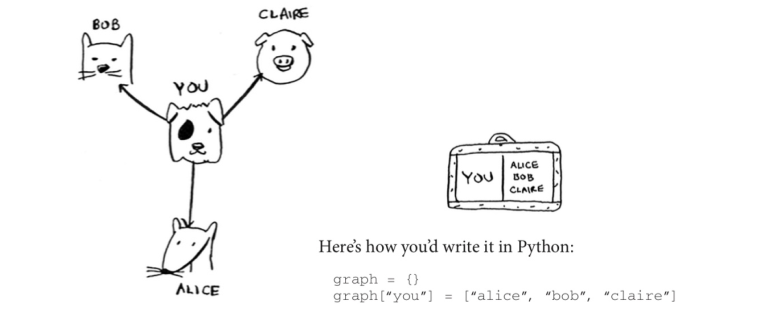 BOB
CLAIRE
YOU
ALICE
YOU
ALICE
BOB
CLAIRE
Here's how you'd write it in Python:
graph = {}
graph["you"] = ["alice", "bob", "claire"]